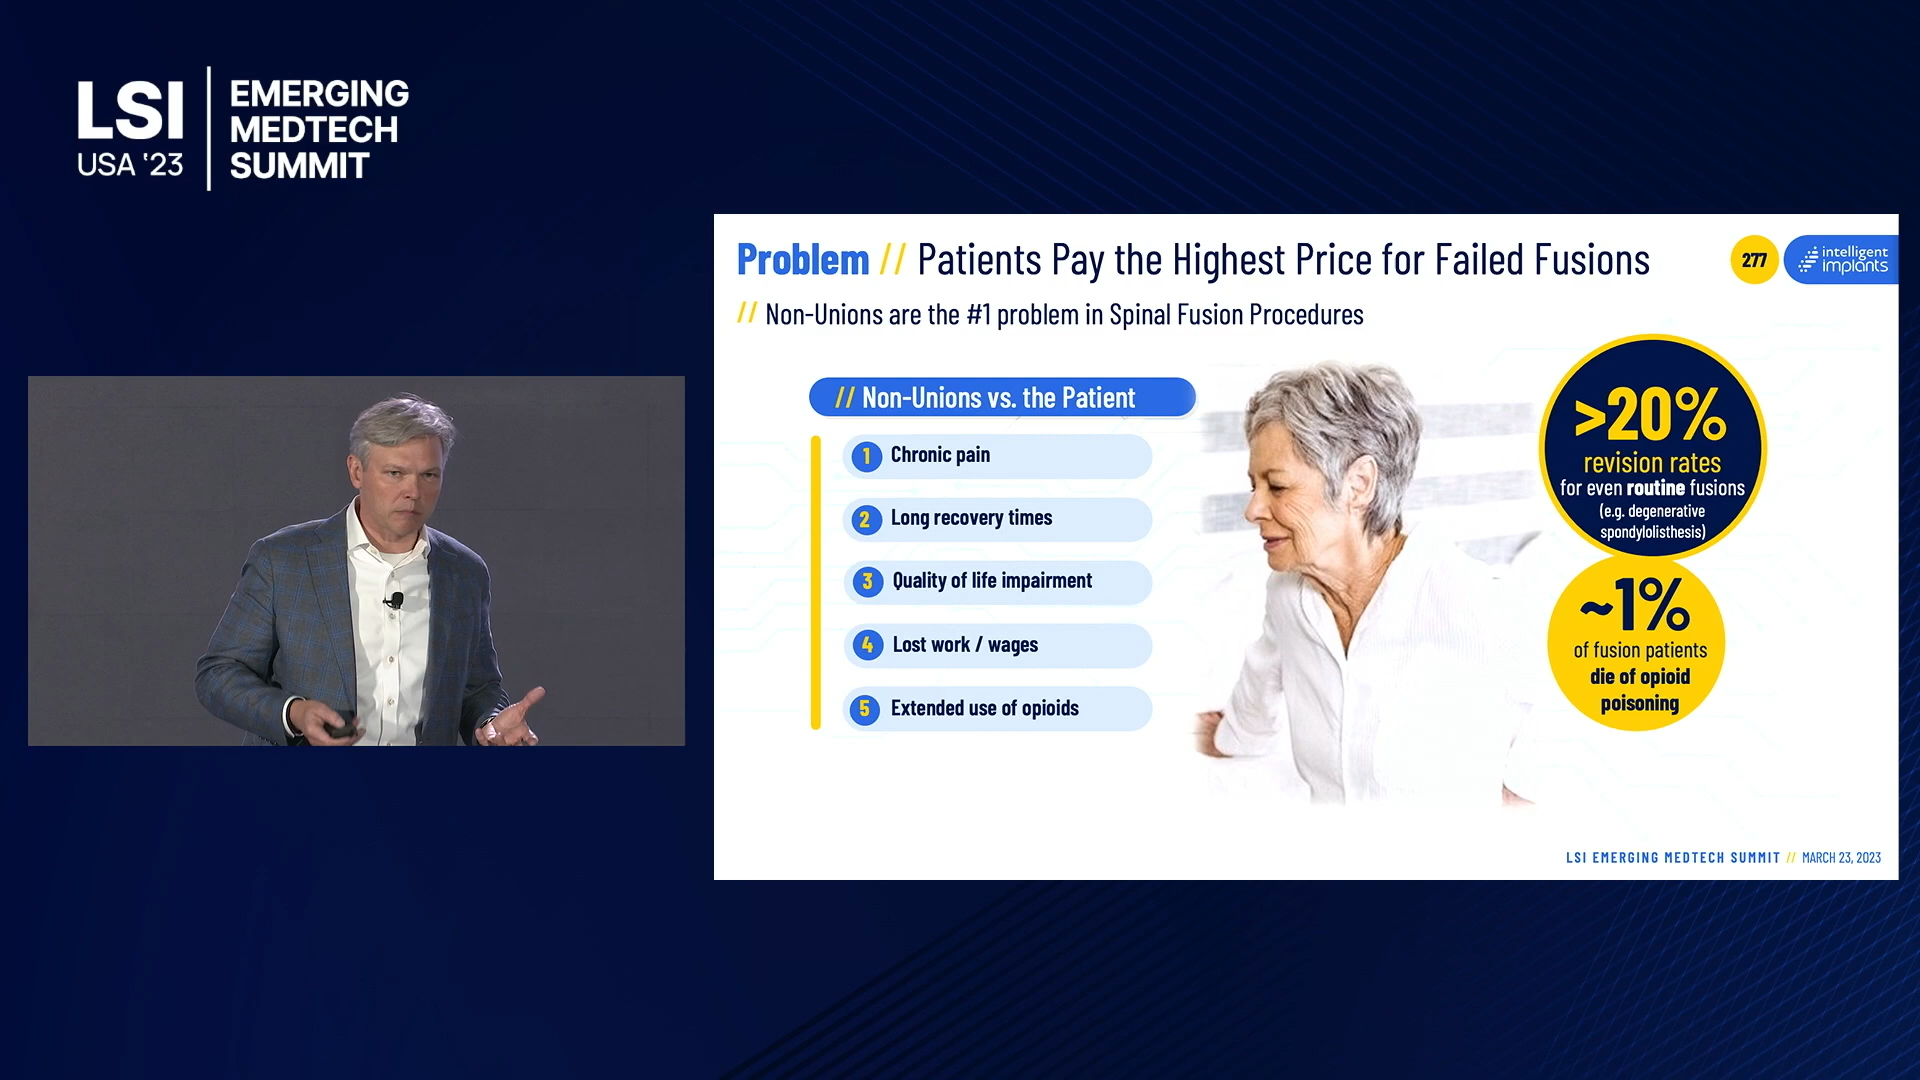 LSI
USA '23
EMERGING
MEDTECH
SUMMIT
Problem // Patients Pay the Highest Price for Failed Fusions
277
intelligent
implants
// Non-Unions are the #1 problem in Spinal Fusion Procedures
// Non-Unions vs. the Patient
1 Chronic pain
2 Long recovery times
3 Quality of life impairment
4 Lost work / wages
5 Extended use of opioids
>20%
revision rates
for even routine fusions
(e.g. degenerative
spondylolisthesis)
~1%
of fusion patients
die of opioid
poisoning
LSI EMERGING MEDTECH SUMMIT // MARCH 23, 2023